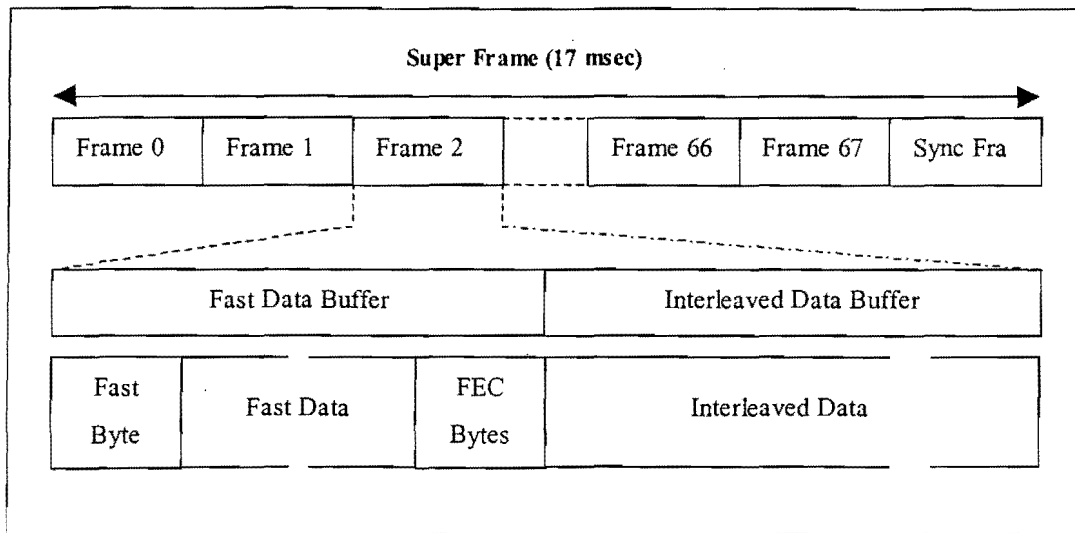 Super Frame (17 msec)
Frame 0 Frame 1 Frame 2 Frame 66 Frame 67 Sync Fra
Fast Data Buffer Interleaved Data Buffer
Fast Byte Fast Data FEC Bytes Interleaved Data